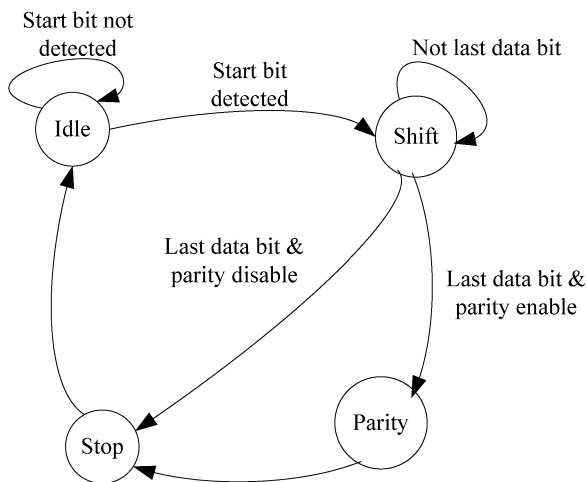 Start bit not
detected
Not last data bit
Start bit
detected
Idle
Shift
Last data bit &
parity disable
Last data bit &
parity enable
Parity
Stop